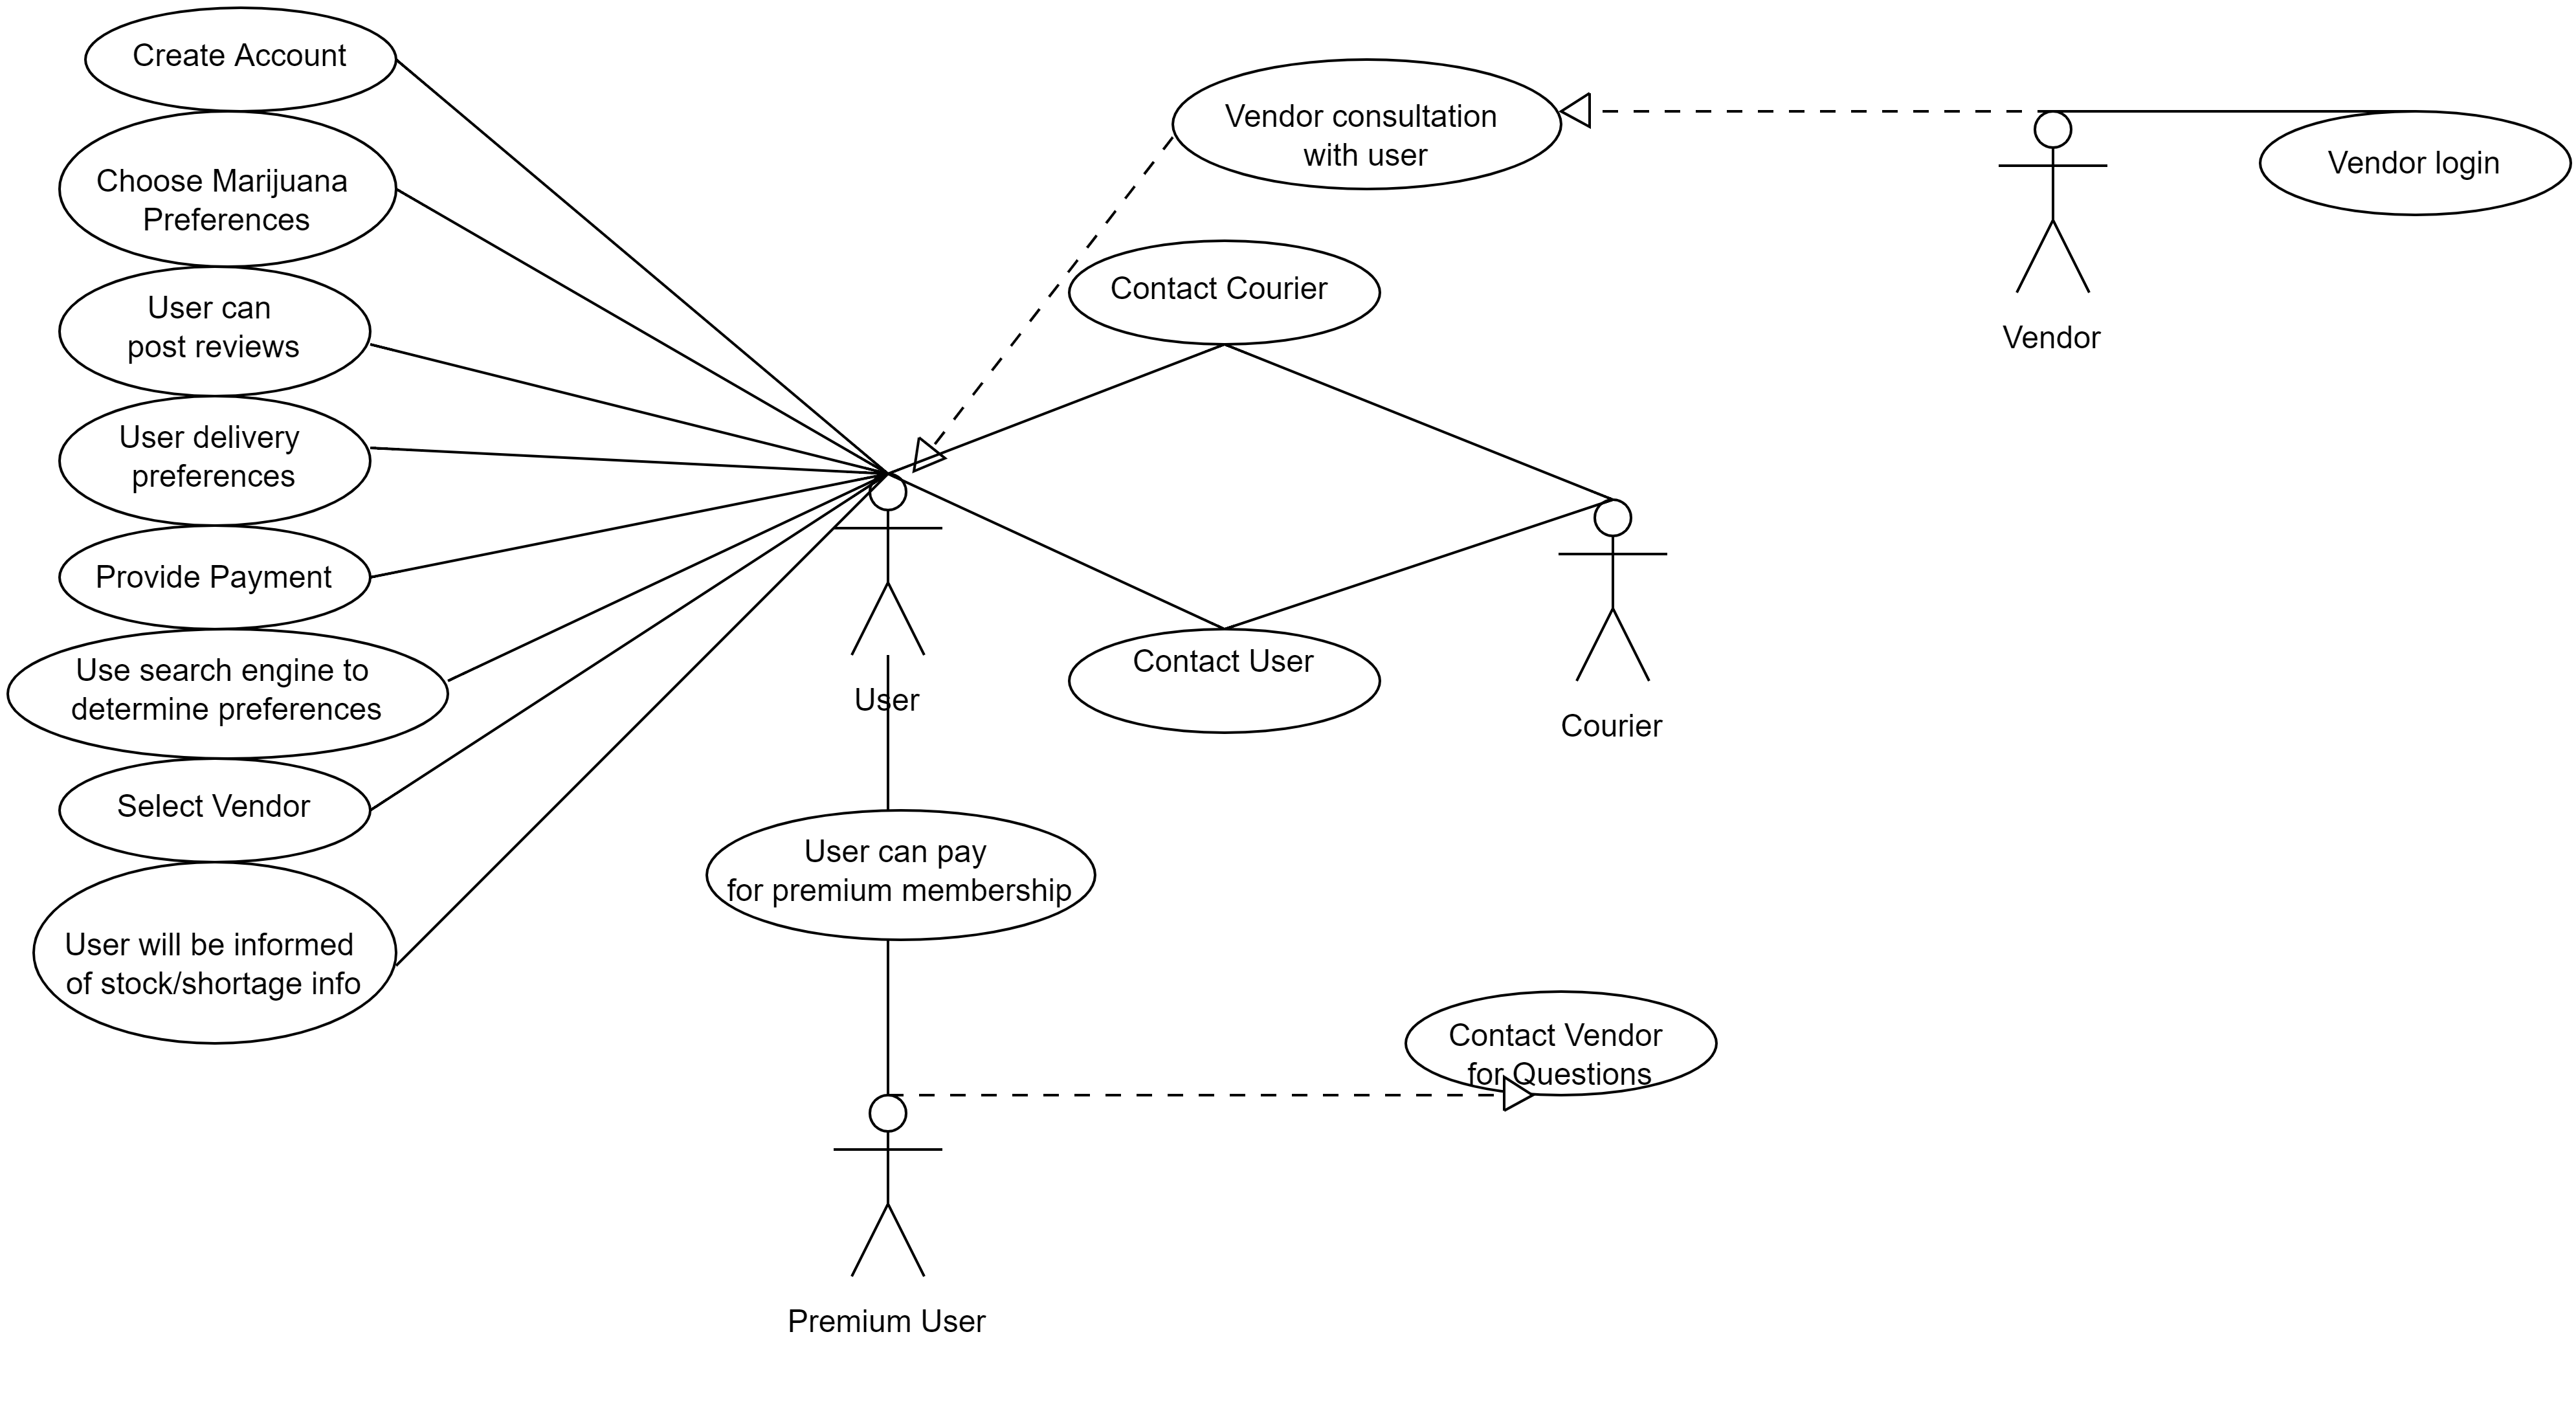 Create Account
Choose Marijuana
Preferences
User can
post reviews
User delivery
preferences
Provide Payment
Use search engine to
determine preferences
Select Vendor
User will be informed
of stock/shortage info
Vendor consultation
with user
Contact Courier
Contact User
User
User can pay
for premium membership
Premium User
Contact Vendor
for Questions
Courier
Vendor
Vendor login